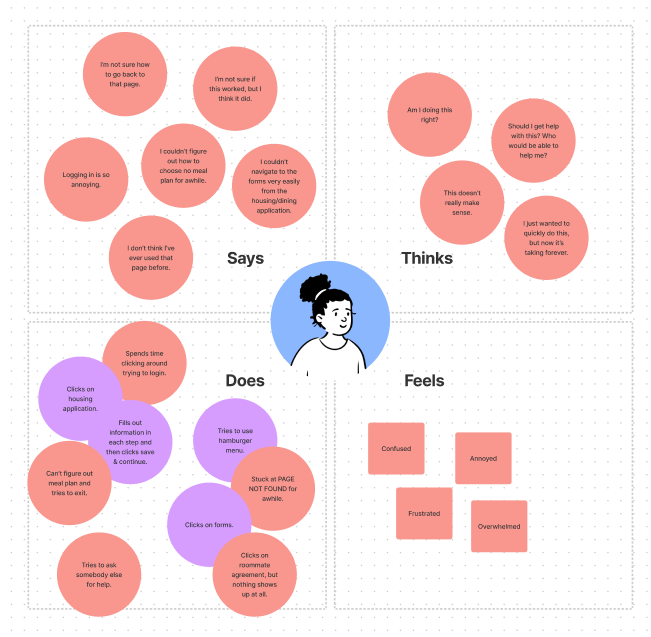 I'm not sure how
to go back to
that page.
I'm not sure if
this worked, but I
think it did.
Logging in is so
annoying.
I couldn't figure
out how to
choose no meal
plan for awhile.
I couldn't
navigate to the
forms very easily
from the
housing/dining
application.
I don't think I've
ever used that
page before.
Says
Am I doing this
right?
Should I get help
with this? Who
would be able to
help me?
This doesn't
really make
sense.
I just wanted to
quickly do this,
but now it's
taking forever.
Thinks
Does
Spends time
clicking around
trying to login.
Clicks on
housing
application.
Fills out
information in
each step and
then clicks save
& continue.
Can't figure out
meal plan and
tries to exit.
Tries to use
hamburger
menu.
Stuck at PAGE
NOT FOUND for
awhile.
Clicks on forms.
Tries to ask
somebody else
for help.
Clicks on
roommate
agreement, but
nothing shows
up at all.
Feels
Confused
Annoyed
Frustrated
Overwhelmed